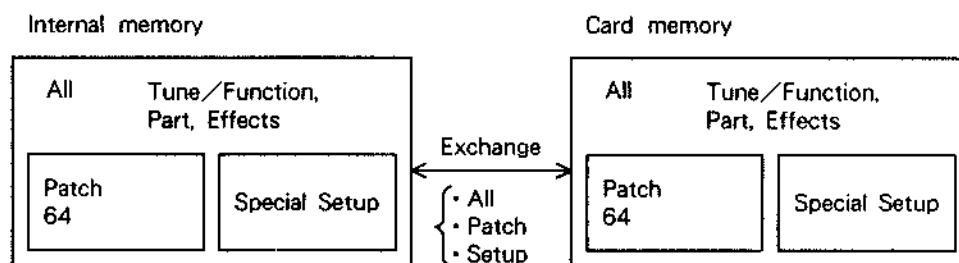 Internal memory
Card memory
All Tune／Function,
Part, Effects
Patch
64
Special Setup
Exchange
・All
・Patch
・Setup
All Tune／Function,
Part, Effects
Patch
64
Special Setup